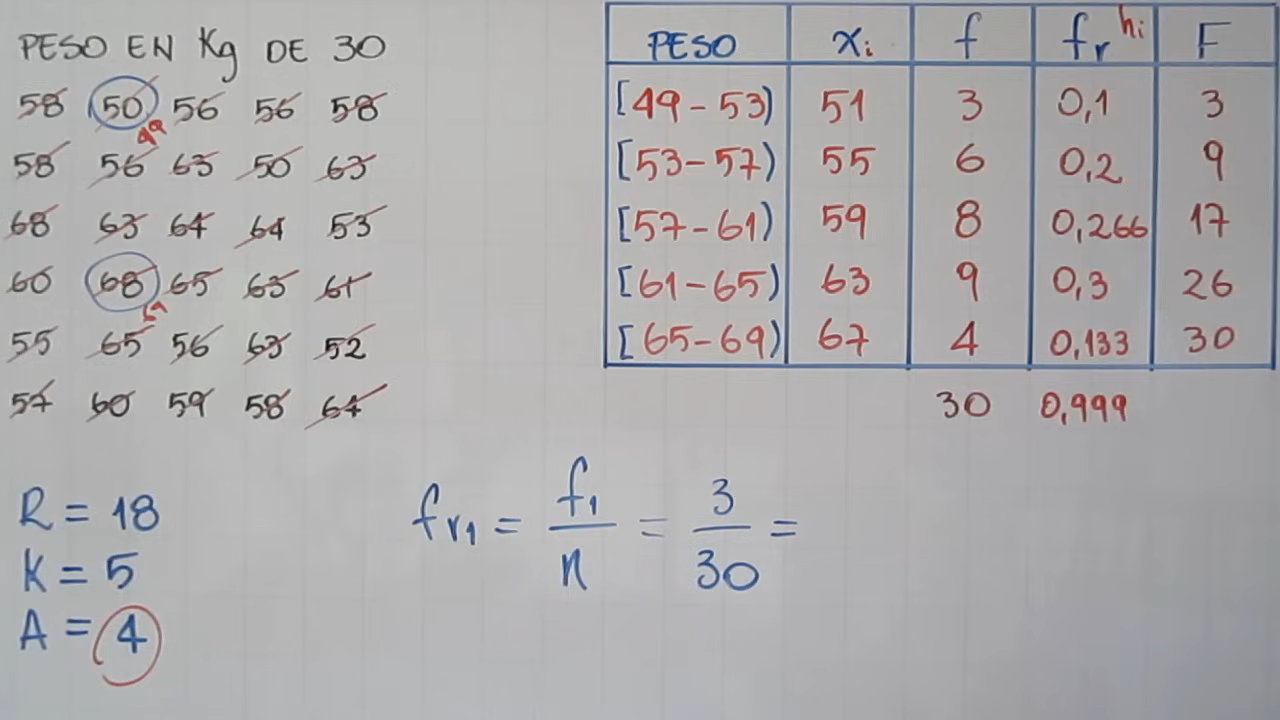 PESO EN Kg DE 30
58 50 56 56 58
49
58 56 63 50 63
68 63 64 64 53
60 68 65 63 61
69
55 65 56 63 52
57 60 59 58 64
R = 18
K = 5
A = 4
PESO xi f fr hi F
[49-53) 51 3 0,1 3
[53-57) 55 6 0,2 9
[57-61) 59 8 0,266 17
[61-65) 63 9 0,3 26
[65-69) 67 4 0,133 30
30 0,999
fr1 = f1/n = 3/30 =